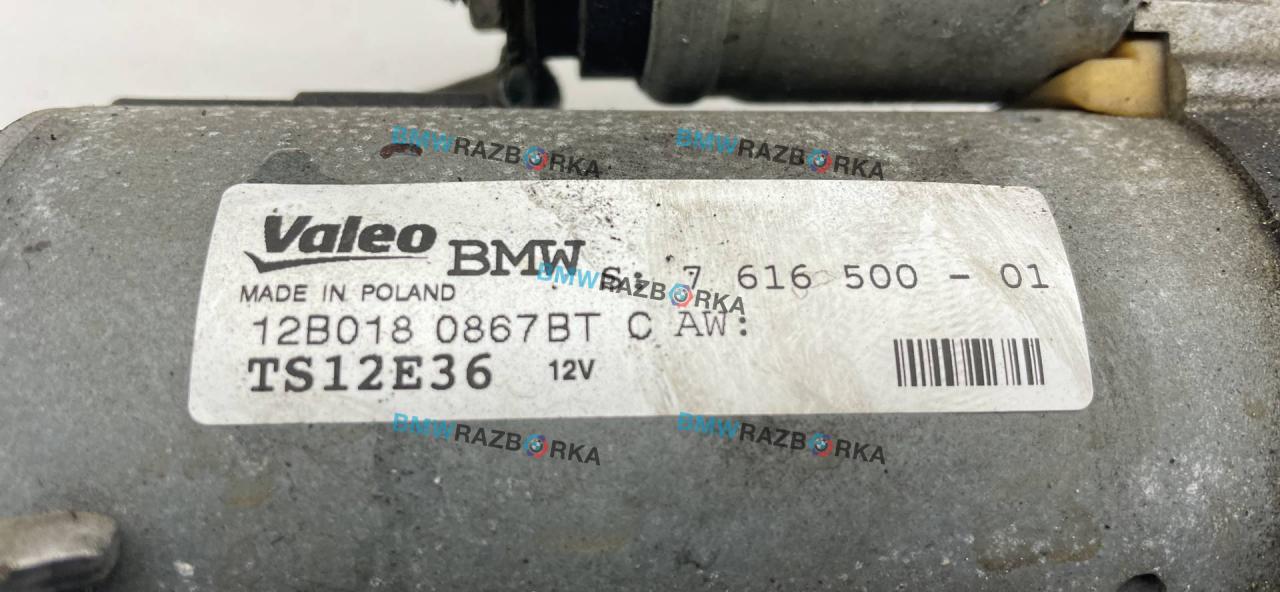 BMWRAZBORKA BMWRAZBORKA
Valeo BMW S: 7 616 500 - 01
BMWRAZBORKA
MADE IN POLAND
12B018 0867BT C AW:
TS12E36 12V
BMWRAZBORKA BMWRAZBORKA